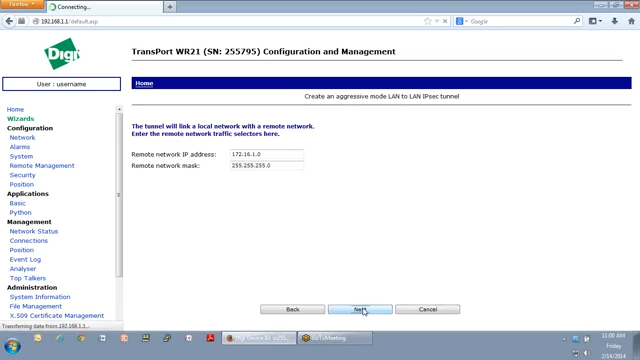 Firefox
Connecting...
+
192.168.1.1/default.asp
Google
TransPort WR21 (SN: 255795) Configuration and Management
Digi
User : username
Home
Create an aggressive mode LAN to LAN IPsec tunnel
Home
Wizards
Configuration
Network
Alarms
System
Remote Management
Security
Position
Applications
Basic
Python
Management
Network Status
Connections
Position
Event Log
Analyser
Top Talkers
Administration
System Information
File Management
X.509 Certificate Management
The tunnel will link a local network with a remote network.
Enter the remote network traffic selectors here.
Remote network IP address: 172.16.1.0
Remote network mask: 255.255.255.0
Back Next Cancel
Transferring data from 192.168.1.1...
GoToMeeting
11:00 AM
Friday
2/14/2014